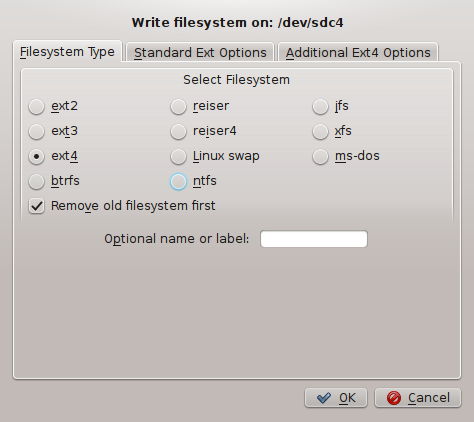 Write filesystem on: /dev/sdc4
Filesystem Type Standard Ext Options Additional Ext4 Options
Select Filesystem
ext2 reiser jfs
ext3 reiser4 xfs
ext4 Linux swap ms-dos
btrfs ntfs
Remove old filesystem first
Optional name or label:
OK Cancel